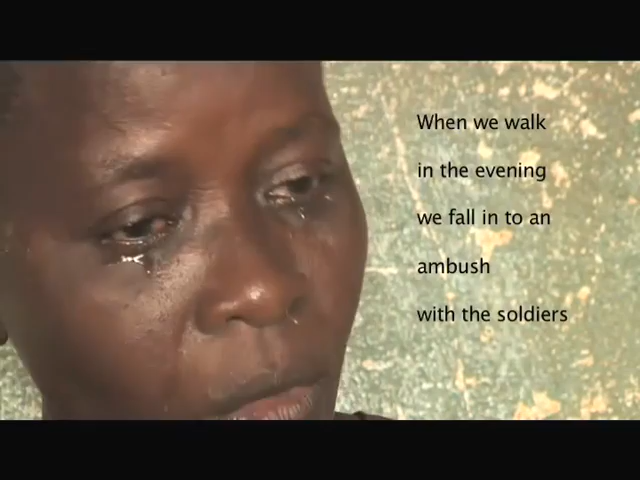 When we walk
in the evening
we fall in to an
ambush
with the soldiers